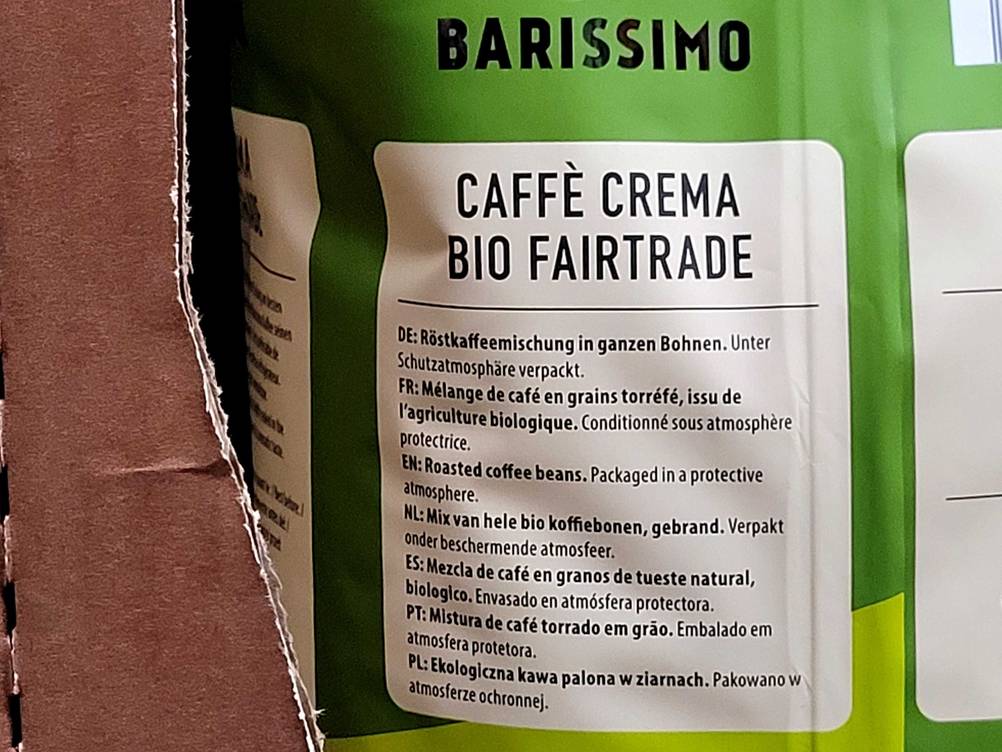 BARISSIMO
CAFFÈ CREMA
BIO FAIRTRADE
DE: Röstkaffeemischung in ganzen Bohnen. Unter
Schutzatmosphäre verpackt.
FR: Mélange de café en grains torréfé, issu de
l'agriculture biologique. Conditionné sous atmosphère
protectrice.
EN: Roasted coffee beans. Packaged in a protective
atmosphere.
NL: Mix van hele bio koffiebonen, gebrand. Verpakt
onder beschermende atmosfeer.
ES: Mezcla de café en granos de tueste natural,
biologico. Envasado en atmósfera protectora.
PT: Mistura de café torrado em grão. Embalado em
atmosfera protetora.
PL: Ekologiczna kawa palona w ziarnach. Pakowano w
atmosferze ochronnej.